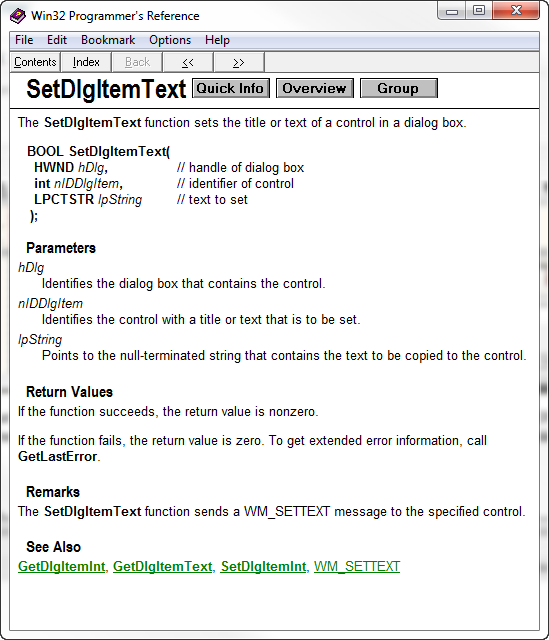 Win32 Programmer's Reference
File Edit Bookmark Options Help
Contents Index Back << >>
SetDlgItemText Quick Info Overview Group
The SetDlgItemText function sets the title or text of a control in a dialog box.
BOOL SetDlgItemText(
HWND hDlg, // handle of dialog box
int nIDDlgItem, // identifier of control
LPCTSTR lpString // text to set
);
Parameters
hDlg
Identifies the dialog box that contains the control.
nIDDlgItem
Identifies the control with a title or text that is to be set.
lpString
Points to the null-terminated string that contains the text to be copied to the control.
Return Values
If the function succeeds, the return value is nonzero.
If the function fails, the return value is zero. To get extended error information, call
GetLastError.
Remarks
The SetDlgItemText function sends a WM_SETTEXT message to the specified control.
See Also
GetDlgItemInt, GetDlgItemText, SetDlgItemInt, WM_SETTEXT